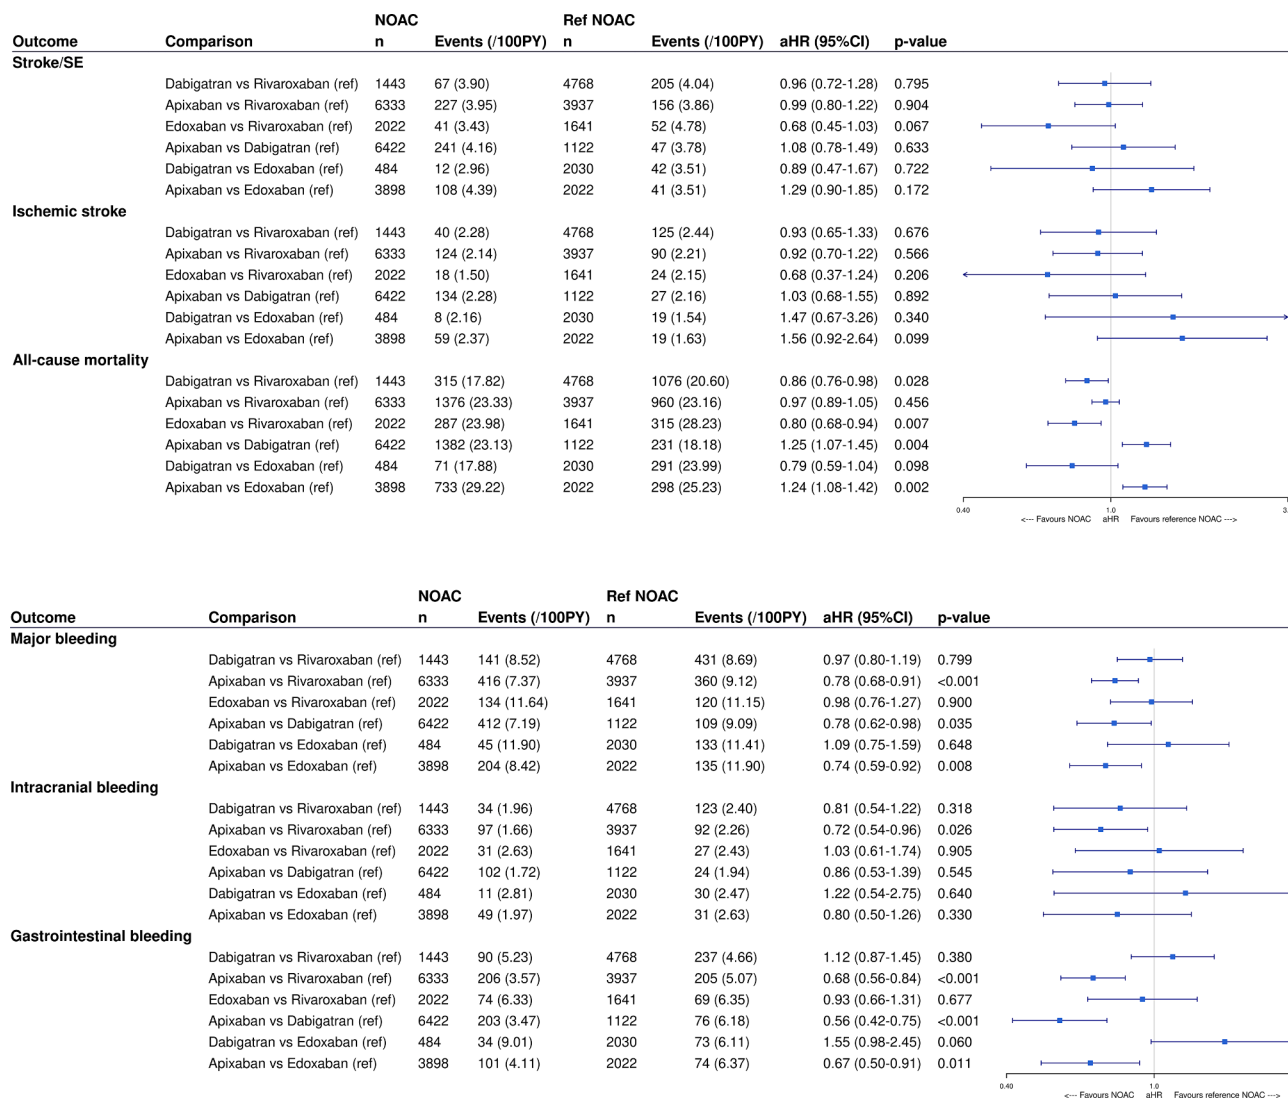 NOAC Ref NOAC
Outcome Comparison n Events (/100PY) n Events (/100PY) aHR (95%CI) p-value
Stroke/SE
Dabigatran vs Rivaroxaban (ref) 1443 67 (3.90) 4768 205 (4.04) 0.96 (0.72-1.28) 0.795
Apixaban vs Rivaroxaban (ref) 6333 227 (3.95) 3937 156 (3.86) 0.99 (0.80-1.22) 0.904
Edoxaban vs Rivaroxaban (ref) 2022 41 (3.43) 1641 52 (4.78) 0.68 (0.45-1.03) 0.067
Apixaban vs Dabigatran (ref) 6422 241 (4.16) 1122 47 (3.78) 1.08 (0.78-1.49) 0.633
Dabigatran vs Edoxaban (ref) 484 12 (2.96) 2030 42 (3.51) 0.89 (0.47-1.67) 0.722
Apixaban vs Edoxaban (ref) 3898 108 (4.39) 2022 41 (3.51) 1.29 (0.90-1.85) 0.172
Ischemic stroke
Dabigatran vs Rivaroxaban (ref) 1443 40 (2.28) 4768 125 (2.44) 0.93 (0.65-1.33) 0.676
Apixaban vs Rivaroxaban (ref) 6333 124 (2.14) 3937 90 (2.21) 0.92 (0.70-1.22) 0.566
Edoxaban vs Rivaroxaban (ref) 2022 18 (1.50) 1641 24 (2.15) 0.68 (0.37-1.24) 0.206
Apixaban vs Dabigatran (ref) 6422 134 (2.28) 1122 27 (2.16) 1.03 (0.68-1.55) 0.892
Dabigatran vs Edoxaban (ref) 484 8 (2.16) 2030 19 (1.54) 1.47 (0.67-3.26) 0.340
Apixaban vs Edoxaban (ref) 3898 59 (2.37) 2022 19 (1.63) 1.56 (0.92-2.64) 0.099
All-cause mortality
Dabigatran vs Rivaroxaban (ref) 1443 315 (17.82) 4768 1076 (20.60) 0.86 (0.76-0.98) 0.028
Apixaban vs Rivaroxaban (ref) 6333 1376 (23.33) 3937 960 (23.16) 0.97 (0.89-1.05) 0.456
Edoxaban vs Rivaroxaban (ref) 2022 287 (23.98) 1641 315 (28.23) 0.80 (0.68-0.94) 0.007
Apixaban vs Dabigatran (ref) 6422 1382 (23.13) 1122 231 (18.18) 1.25 (1.07-1.45) 0.004
Dabigatran vs Edoxaban (ref) 484 71 (17.88) 2030 291 (23.99) 0.79 (0.59-1.04) 0.098
Apixaban vs Edoxaban (ref) 3898 733 (29.22) 2022 298 (25.23) 1.24 (1.08-1.42) 0.002
0.40 1.0
<--- Favours NOAC aHR Favours reference NOAC --->
NOAC Ref NOAC
Outcome Comparison n Events (/100PY) n Events (/100PY) aHR (95%CI) p-value
Major bleeding
Dabigatran vs Rivaroxaban (ref) 1443 141 (8.52) 4768 431 (8.69) 0.97 (0.80-1.19) 0.799
Apixaban vs Rivaroxaban (ref) 6333 416 (7.37) 3937 360 (9.12) 0.78 (0.68-0.91) <0.001
Edoxaban vs Rivaroxaban (ref) 2022 134 (11.64) 1641 120 (11.15) 0.98 (0.76-1.27) 0.900
Apixaban vs Dabigatran (ref) 6422 412 (7.19) 1122 109 (9.09) 0.78 (0.62-0.98) 0.035
Dabigatran vs Edoxaban (ref) 484 45 (11.90) 2030 133 (11.41) 1.09 (0.75-1.59) 0.648
Apixaban vs Edoxaban (ref) 3898 204 (8.42) 2022 135 (11.90) 0.74 (0.59-0.92) 0.008
Intracranial bleeding
Dabigatran vs Rivaroxaban (ref) 1443 34 (1.96) 4768 123 (2.40) 0.81 (0.54-1.22) 0.318
Apixaban vs Rivaroxaban (ref) 6333 97 (1.66) 3937 92 (2.26) 0.72 (0.54-0.96) 0.026
Edoxaban vs Rivaroxaban (ref) 2022 31 (2.63) 1641 27 (2.43) 1.03 (0.61-1.74) 0.905
Apixaban vs Dabigatran (ref) 6422 102 (1.72) 1122 24 (1.94) 0.86 (0.53-1.39) 0.545
Dabigatran vs Edoxaban (ref) 484 11 (2.81) 2030 30 (2.47) 1.22 (0.54-2.75) 0.640
Apixaban vs Edoxaban (ref) 3898 49 (1.97) 2022 31 (2.63) 0.80 (0.50-1.26) 0.330
Gastrointestinal bleeding
Dabigatran vs Rivaroxaban (ref) 1443 90 (5.23) 4768 237 (4.66) 1.12 (0.87-1.45) 0.380
Apixaban vs Rivaroxaban (ref) 6333 206 (3.57) 3937 205 (5.07) 0.68 (0.56-0.84) <0.001
Edoxaban vs Rivaroxaban (ref) 2022 74 (6.33) 1641 69 (6.35) 0.93 (0.66-1.31) 0.677
Apixaban vs Dabigatran (ref) 6422 203 (3.47) 1122 76 (6.18) 0.56 (0.42-0.75) <0.001
Dabigatran vs Edoxaban (ref) 484 34 (9.01) 2030 73 (6.11) 1.55 (0.98-2.45) 0.060
Apixaban vs Edoxaban (ref) 3898 101 (4.11) 2022 74 (6.37) 0.67 (0.50-0.91) 0.011
0.40 1.0
<--- Favours NOAC aHR Favours reference NOAC --->